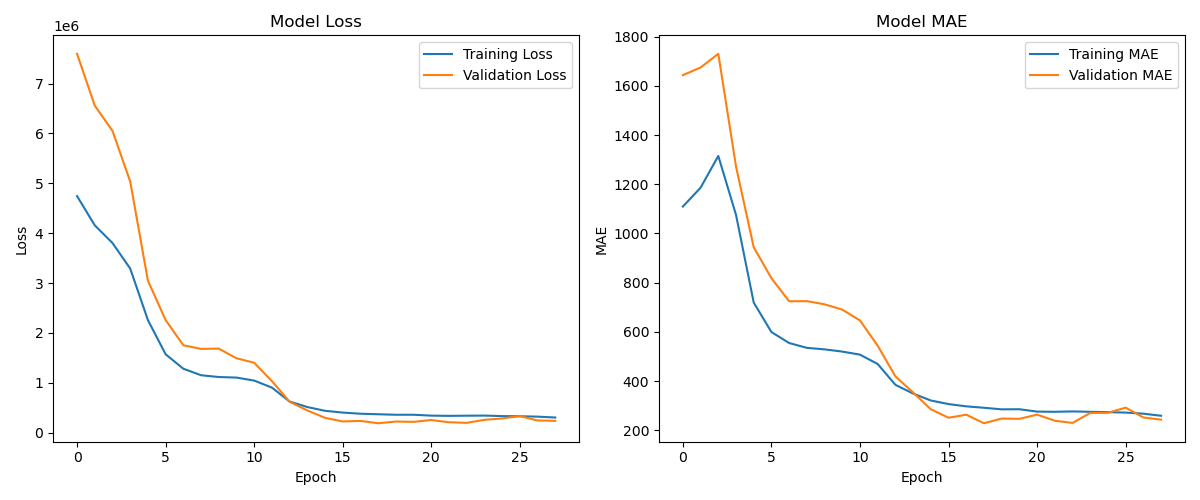 Model Loss
1e6
Training Loss
Validation Loss
7
6
5
4
3
2
1
0
Loss
0 5 10 15 20 25
Epoch
Model MAE
Training MAE
Validation MAE
1800
1600
1400
1200
1000
800
600
400
200
MAE
0 5 10 15 20 25
Epoch